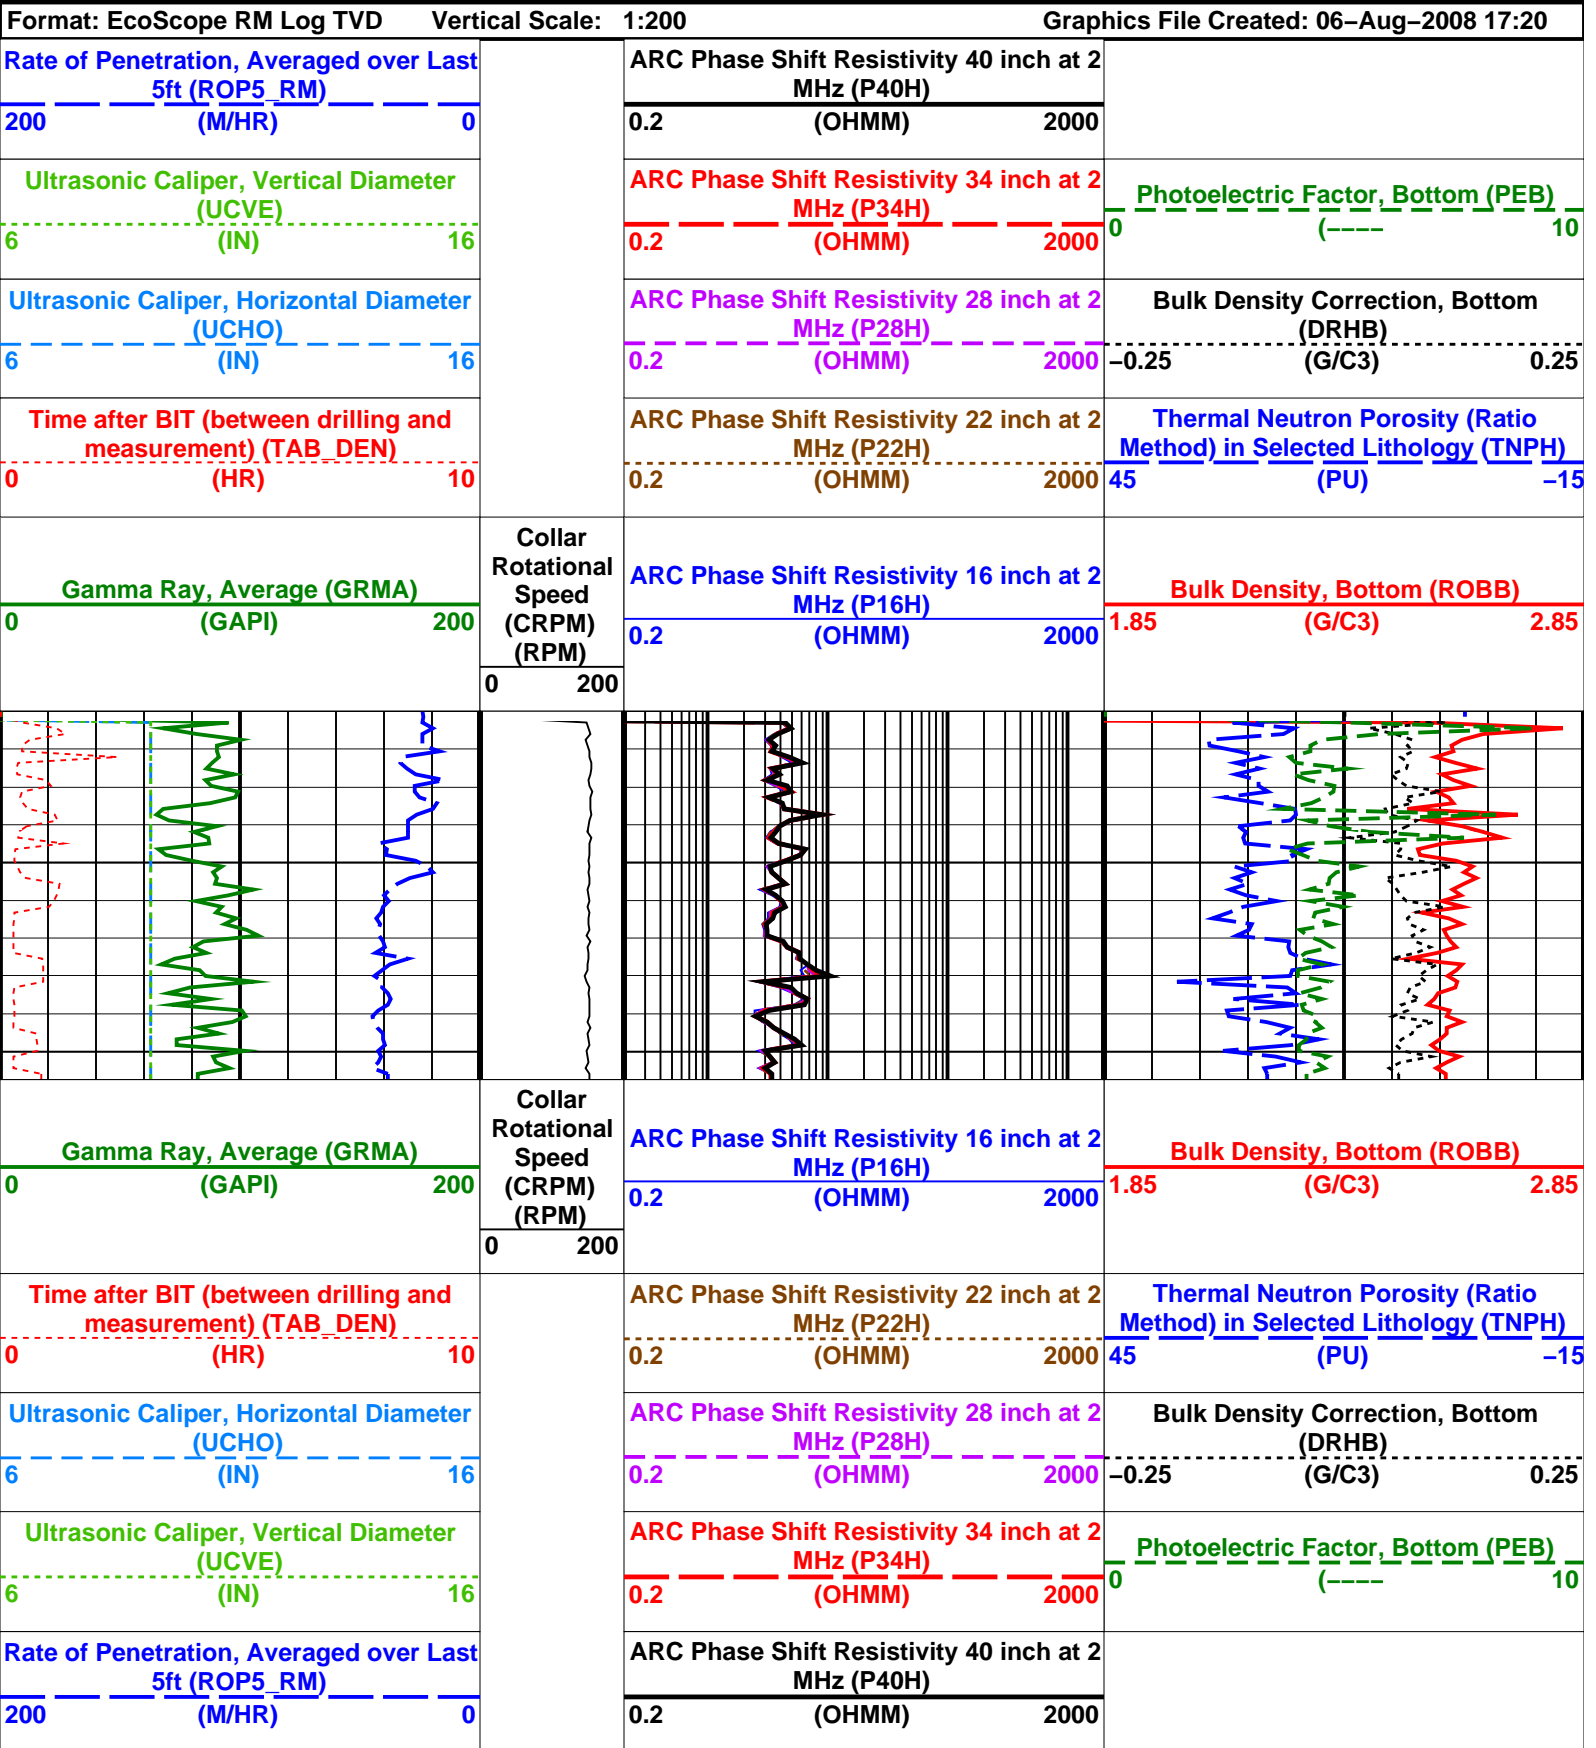 Format: EcoScope RM Log TVD Vertical Scale: 1:200 Graphics File Created: 06–Aug–2008 17:20
Rate of Penetration, Averaged over Last
5ft (ROP5_RM)
200 (M/HR) 0
ARC Phase Shift Resistivity 40 inch at 2
MHz (P40H)
0.2 (OHMM) 2000
Ultrasonic Caliper, Vertical Diameter
(UCVE)
6 (IN) 16
ARC Phase Shift Resistivity 34 inch at 2
MHz (P34H)
0.2 (OHMM) 2000
Photoelectric Factor, Bottom (PEB)
0 (–––– 10
Ultrasonic Caliper, Horizontal Diameter
(UCHO)
6 (IN) 16
ARC Phase Shift Resistivity 28 inch at 2
MHz (P28H)
0.2 (OHMM) 2000
Bulk Density Correction, Bottom
(DRHB)
–0.25 (G/C3) 0.25
Time after BIT (between drilling and
measurement) (TAB_DEN)
0 (HR) 10
ARC Phase Shift Resistivity 22 inch at 2
MHz (P22H)
0.2 (OHMM) 2000
Thermal Neutron Porosity (Ratio
Method) in Selected Lithology (TNPH)
45 (PU) –15
Gamma Ray, Average (GRMA)
0 (GAPI) 200
Collar
Rotational
Speed
(CRPM)
(RPM)
0 200
ARC Phase Shift Resistivity 16 inch at 2
MHz (P16H)
0.2 (OHMM) 2000
Bulk Density, Bottom (ROBB)
1.85 (G/C3) 2.85
Gamma Ray, Average (GRMA)
0 (GAPI) 200
Collar
Rotational
Speed
(CRPM)
(RPM)
0 200
ARC Phase Shift Resistivity 16 inch at 2
MHz (P16H)
0.2 (OHMM) 2000
Bulk Density, Bottom (ROBB)
1.85 (G/C3) 2.85
Time after BIT (between drilling and
measurement) (TAB_DEN)
0 (HR) 10
ARC Phase Shift Resistivity 22 inch at 2
MHz (P22H)
0.2 (OHMM) 2000
Thermal Neutron Porosity (Ratio
Method) in Selected Lithology (TNPH)
45 (PU) –15
Ultrasonic Caliper, Horizontal Diameter
(UCHO)
6 (IN) 16
ARC Phase Shift Resistivity 28 inch at 2
MHz (P28H)
0.2 (OHMM) 2000
Bulk Density Correction, Bottom
(DRHB)
–0.25 (G/C3) 0.25
Ultrasonic Caliper, Vertical Diameter
(UCVE)
6 (IN) 16
ARC Phase Shift Resistivity 34 inch at 2
MHz (P34H)
0.2 (OHMM) 2000
Photoelectric Factor, Bottom (PEB)
0 (–––– 10
Rate of Penetration, Averaged over Last
5ft (ROP5_RM)
200 (M/HR) 0
ARC Phase Shift Resistivity 40 inch at 2
MHz (P40H)
0.2 (OHMM) 2000